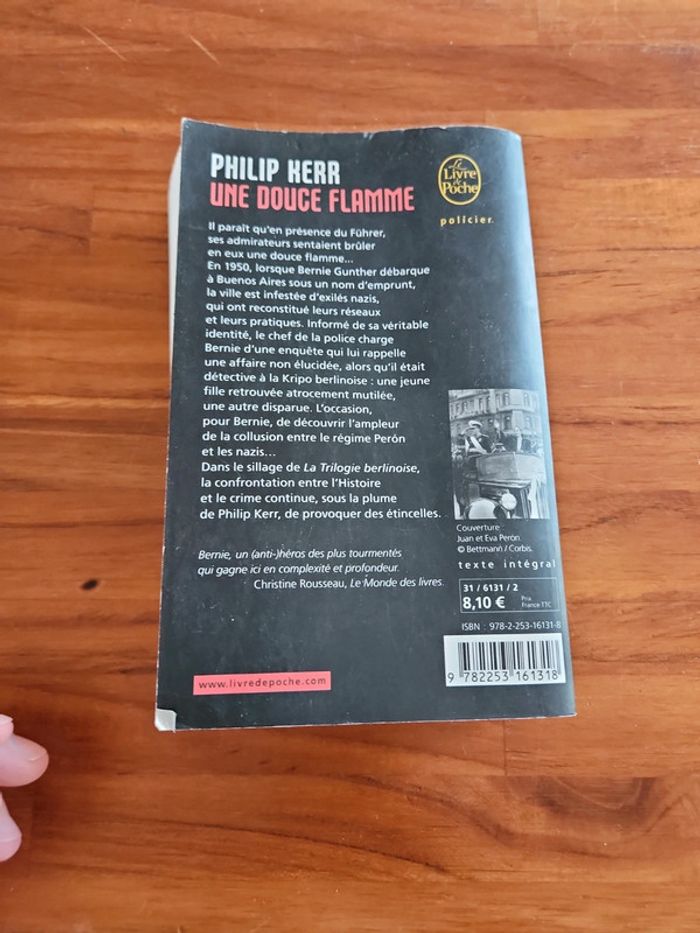 PHILIP KERR
UNE DOUCE FLAMME
Le
Livre
de
Poche
policier
Il paraît qu'en présence du Führer,
ses admirateurs sentaient brûler
en eux une douce flamme...
En 1950, lorsque Bernie Gunther débarque
à Buenos Aires sous un nom d'emprunt,
la ville est infestée d'exilés nazis,
qui ont reconstitué leurs réseaux
et leurs pratiques. Informé de sa véritable
identité, le chef de la police charge
Bernie d'une enquête qui lui rappelle
une affaire non élucidée, alors qu'il était
détective à la Kripo berlinoise : une jeune
fille retrouvée atrocement mutilée,
une autre disparue. L'occasion,
pour Bernie, de découvrir l'ampleur
de la collusion entre le régime Perón
et les nazis...
Dans le sillage de La Trilogie berlinoise,
la confrontation entre l'Histoire
et le crime continue, sous la plume
de Philip Kerr, de provoquer des étincelles.
Bernie, un (anti-)héros des plus tourmentés
qui gagne ici en complexité et profondeur.
Christine Rousseau, Le Monde des livres.
www.livredepoche.com
Couverture :
Juan et Eva Perón.
© Bettmann / Corbis.
texte intégral
31 / 6131 / 2
8,10 € Prix
France TTC
ISBN : 978-2-253-16131-8
9 782253 161318